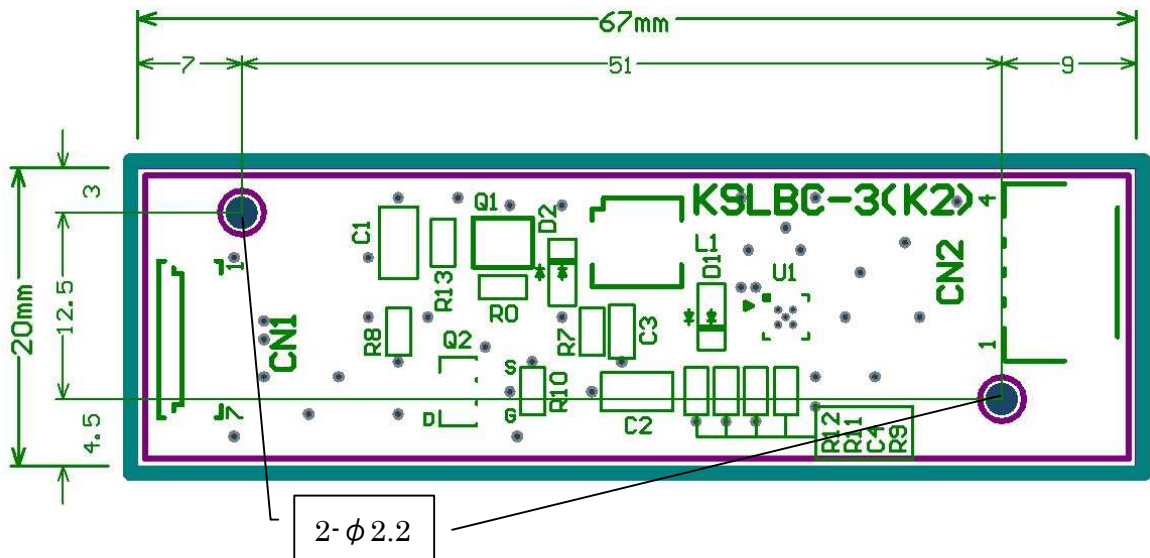 67mm
7
51
9
3
12.5
4.5
20mm
K9LBC-3(K2)
4
CN2
1
1
CN1
7
C1
R13
Q1
D2
R0
L1
D1
U1
R8
Q2
R7
C3
S
G
D
R10
C2
R12
R11
C4
R9
2-φ2.2